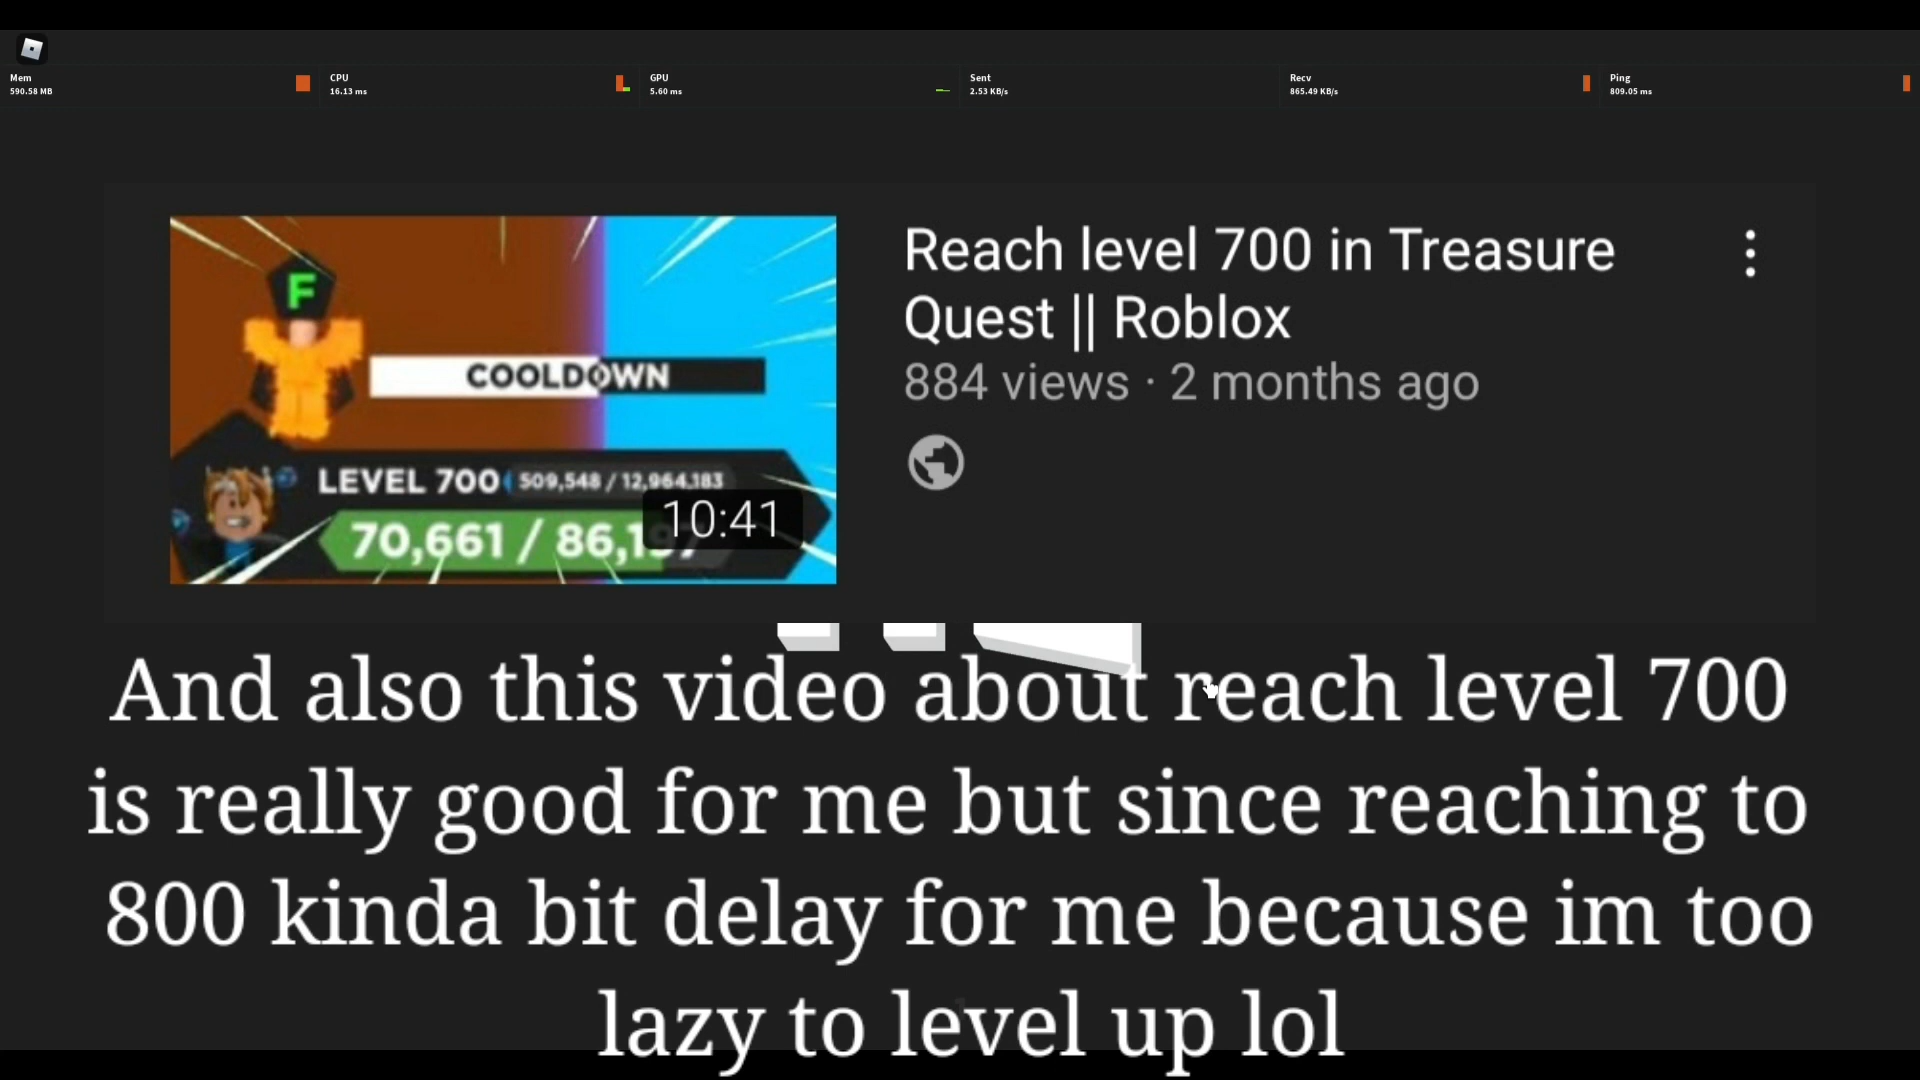 Mem
590.58 MB
CPU
16.13 ms
GPU
5.60 ms
Sent
2.53 KB/s
Recv
865.49 KB/s
Ping
809.05 ms
F
COOLDOWN
LEVEL 700
509,548 / 12,964,183
70,661 / 86,197
10:41
Reach level 700 in Treasure
Quest || Roblox
884 views · 2 months ago
And also this video about reach level 700
is really good for me but since reaching to
800 kinda bit delay for me because im too
lazy to level up lol